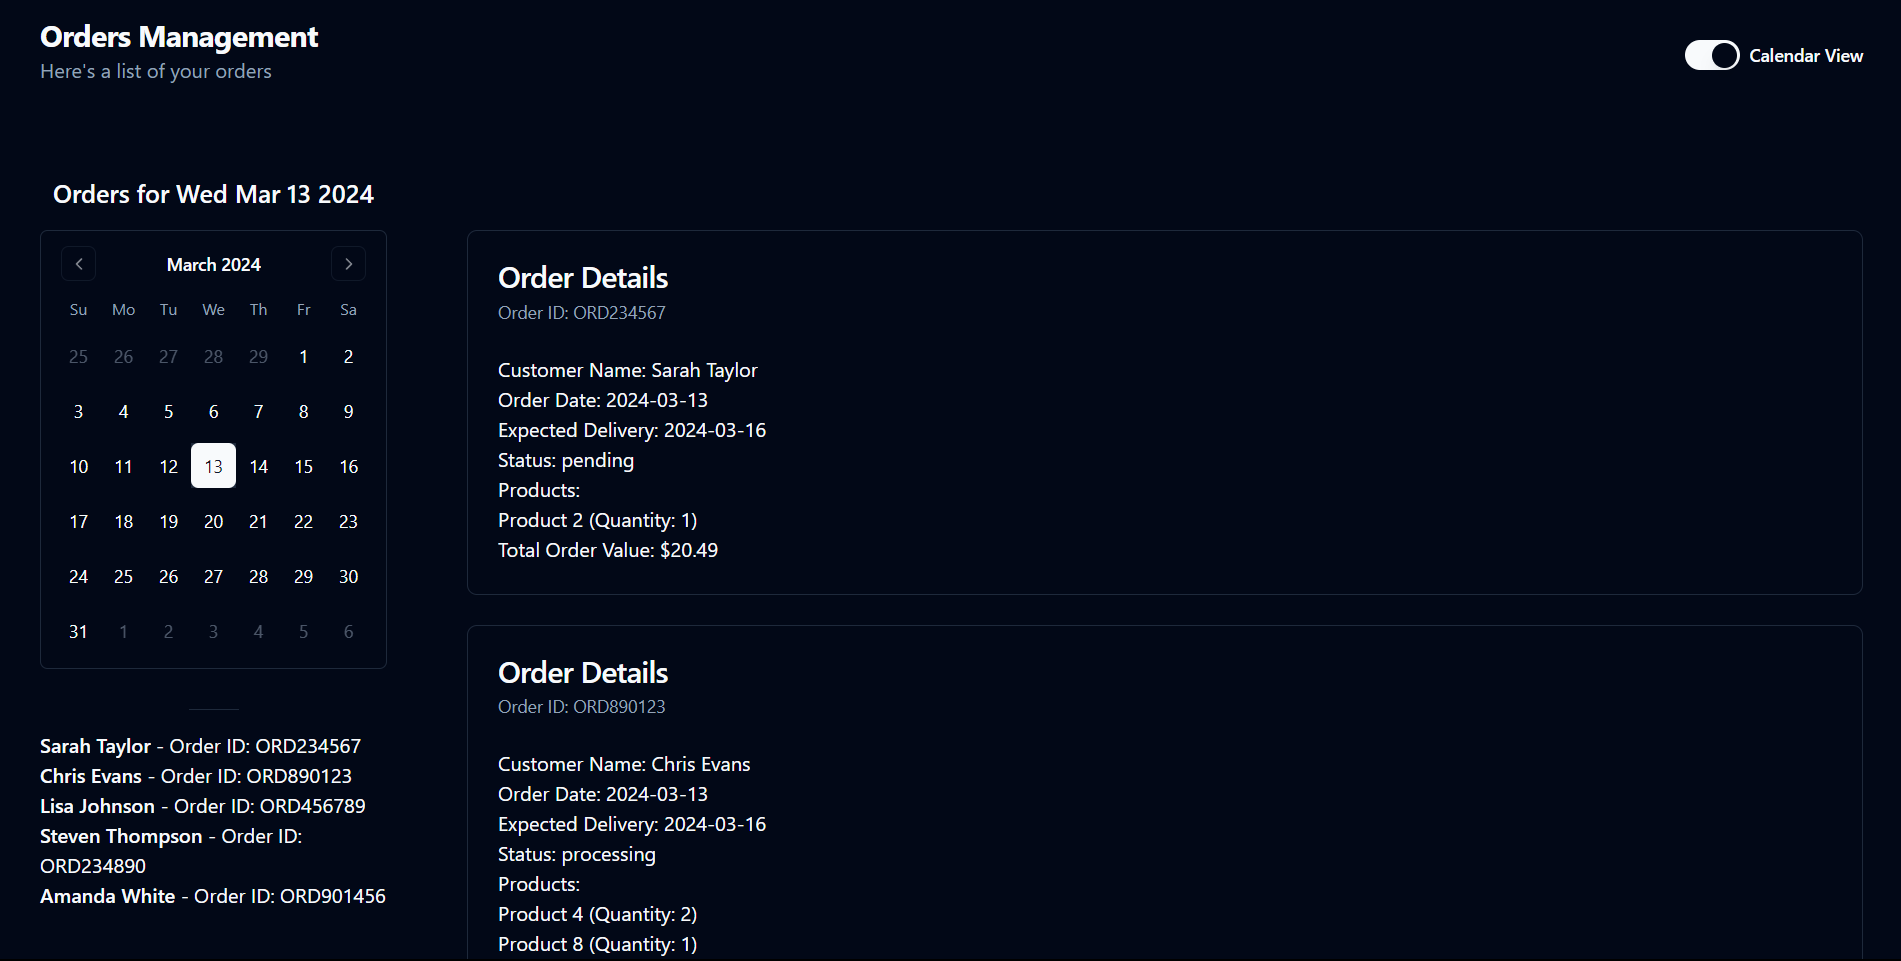 Orders Management
Here's a list of your orders
Calendar View
Orders for Wed Mar 13 2024
March 2024
Su Mo Tu We Th Fr Sa
25 26 27 28 29 1 2
3 4 5 6 7 8 9
10 11 12 13 14 15 16
17 18 19 20 21 22 23
24 25 26 27 28 29 30
31 1 2 3 4 5 6
Sarah Taylor - Order ID: ORD234567
Chris Evans - Order ID: ORD890123
Lisa Johnson - Order ID: ORD456789
Steven Thompson - Order ID:
ORD234890
Amanda White - Order ID: ORD901456
Order Details
Order ID: ORD234567
Customer Name: Sarah Taylor
Order Date: 2024-03-13
Expected Delivery: 2024-03-16
Status: pending
Products:
Product 2 (Quantity: 1)
Total Order Value: $20.49
Order Details
Order ID: ORD890123
Customer Name: Chris Evans
Order Date: 2024-03-13
Expected Delivery: 2024-03-16
Status: processing
Products:
Product 4 (Quantity: 2)
Product 8 (Quantity: 1)